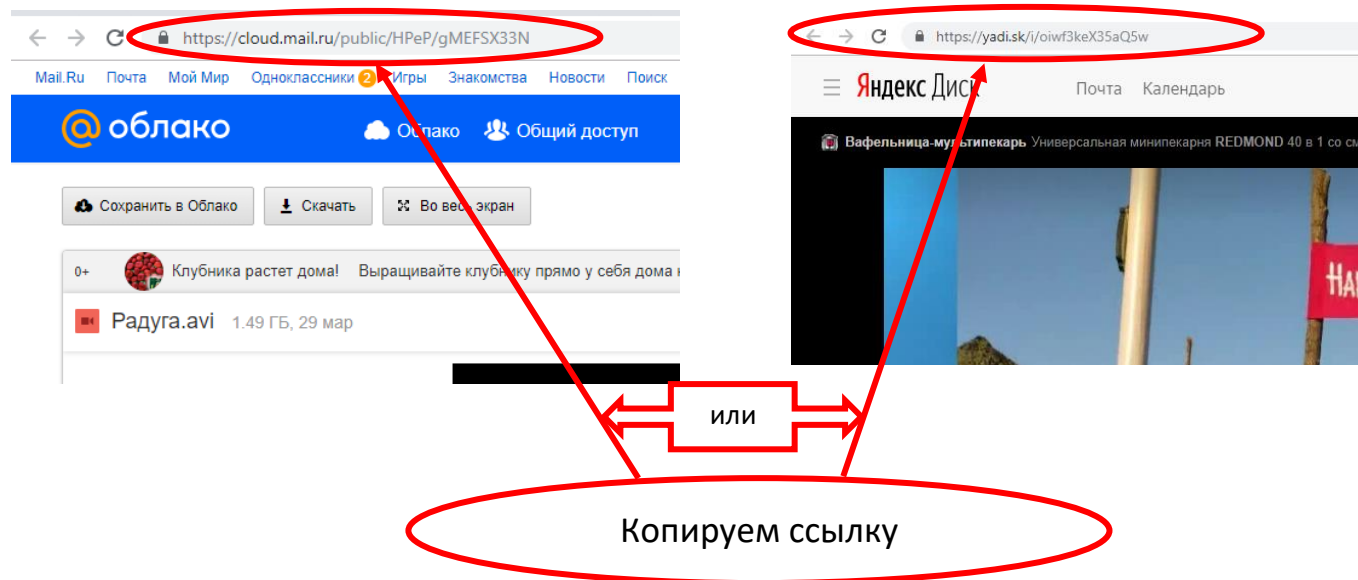 https://cloud.mail.ru/public/HPeP/gMEFSX33N
Mail.Ru Почта Мой Мир Одноклассники 2 Игры Знакомства Новости Поиск
@ облако Облако Общий доступ
Сохранить в Облако Скачать Во весь экран
0+ Клубника растет дома! Выращивайте клубнику прямо у себя дома
Радуга.avi 1.49 ГБ, 29 мар
https://yadi.sk/i/oiwf3keX35aQ5w
Яндекс Диск Почта Календарь
Вафельница-мультипекарь Универсальная минипекарня REDMOND 40 в 1 со
или
Копируем ссылку